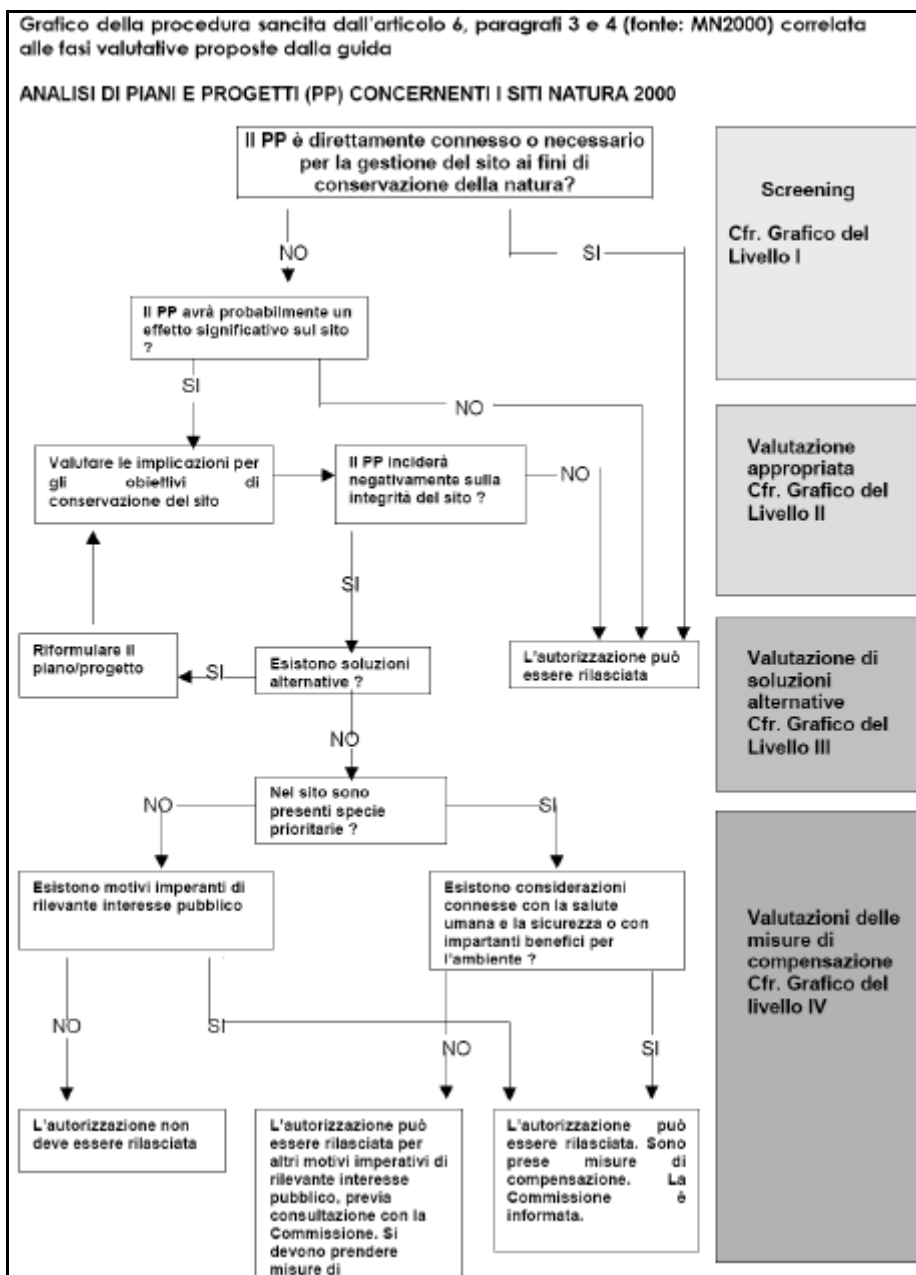 Grafico della procedura sancita dall'articolo 6, paragrafi 3 e 4 (fonte: MN2000) correlata
alle fasi valutative proposte dalla guida
ANALISI DI PIANI E PROGETTI (PP) CONCERNENTI I SITI NATURA 2000
Il PP è direttamente connesso o necessario
per la gestione del sito ai fini di
conservazione della natura?
Screening
Cfr. Grafico del
Livello I
NO
SI
Il PP avrà probabilmente un
effetto significativo sul sito
?
SI
NO
Valutare le implicazioni per
gli obiettivi di
conservazione del sito
Il PP inciderà
negativamente sulla
integrità del sito ?
NO
Valutazione
appropriata
Cfr. Grafico del
Livello II
SI
Riformulare il
piano/progetto
SI
Esistono soluzioni
alternative ?
L'autorizzazione può
essere rilasciata
Valutazione di
soluzioni
alternative
Cfr. Grafico del
Livello III
NO
Nel sito sono
presenti specie
prioritarie ?
NO
SI
Esistono motivi imperanti di
rilevante interesse pubblico
Esistono considerazioni
connesse con la salute
umana e la sicurezza o con
impartanti benefici per
l'ambiente ?
Valutazioni delle
misure di
compensazione
Cfr. Grafico del
livello IV
NO
SI
NO
SI
L'autorizzazione non
deve essere rilasciata
L'autorizzazione può
essere rilasciata per
altri motivi imperativi di
rilevante interesse
pubblico, previa
consultazione con la
Commissione. Si
devono prendere
misure di
L'autorizzazione può
essere rilasciata. Sono
prese misure di
compensazione. La
Commissione è
informata.